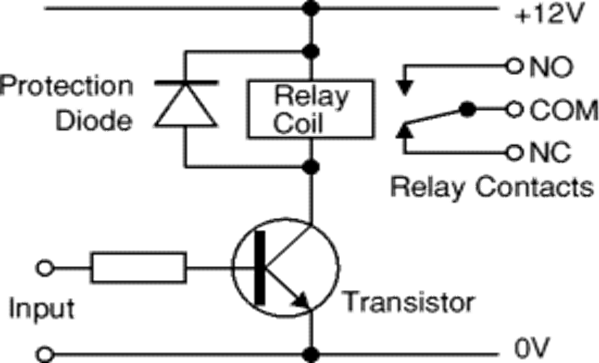 +12V
Protection
Diode
Relay
Coil
NO
COM
NC
Relay Contacts
Input
Transistor
0V